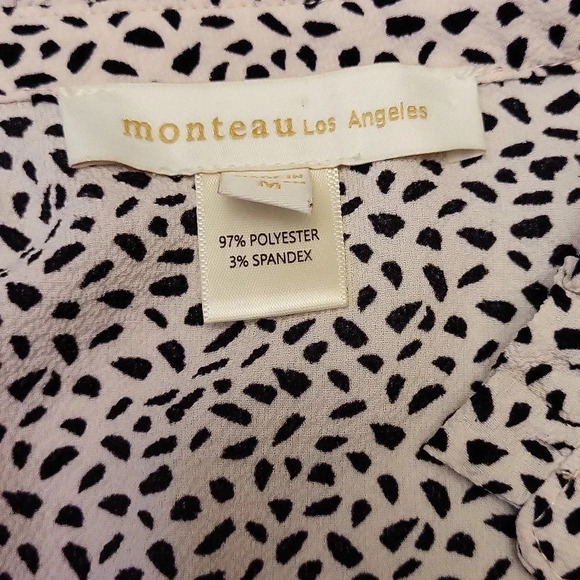 monteau Los Angeles
97% POLYESTER
3% SPANDEX